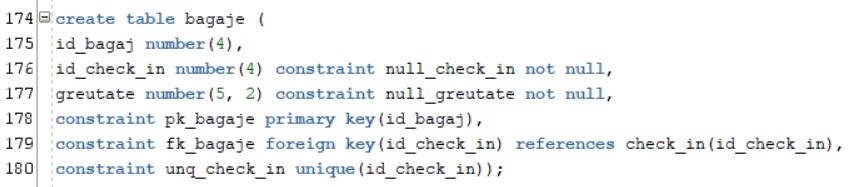 174 create table bagaje (
175 id_bagaj number(4),
176 id_check_in number(4) constraint null_check_in not null,
177 greutate number(5, 2) constraint null_greutate not null,
178 constraint pk_bagaje primary key(id_bagaj),
179 constraint fk_bagaje foreign key(id_check_in) references check_in(id_check_in),
180 constraint unq_check_in unique(id_check_in));